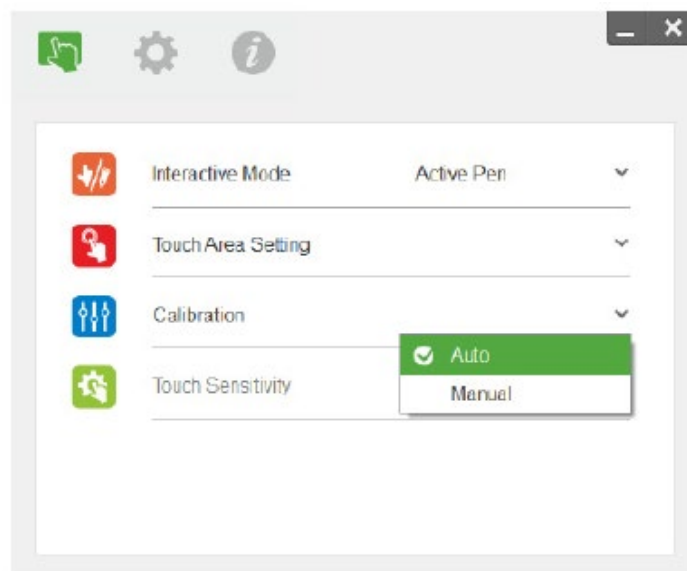 Interactive Mode Active Pen
Touch Area Setting
Calibration
Auto
Touch Sensitivity
Manual